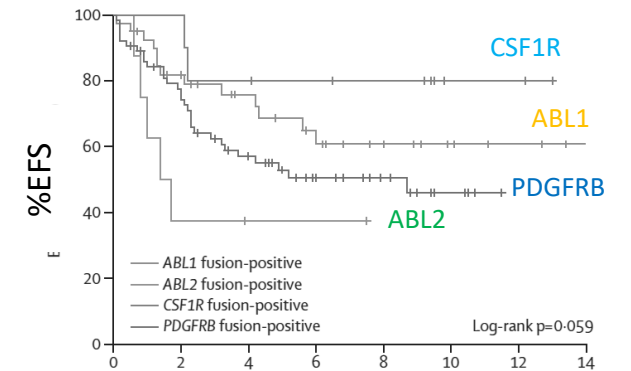 100
80
60
40
20
0
%EFS
E
CSF1R
ABL1
PDGFRB
ABL2
ABL1 fusion-positive
ABL2 fusion-positive
CSF1R fusion-positive
PDGFRB fusion-positive
Log-rank p=0·059
0 2 4 6 8 10 12 14